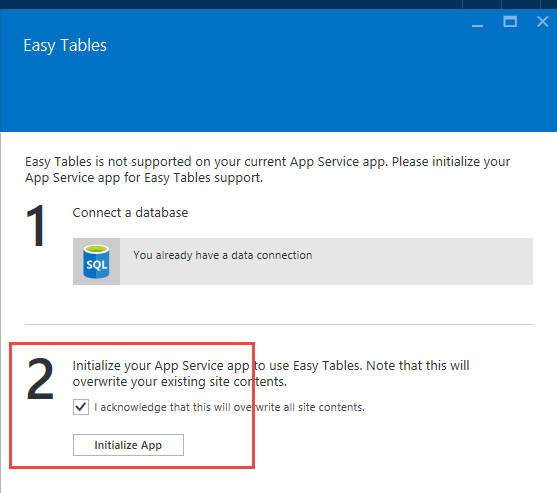 Easy Tables
Easy Tables is not supported on your current App Service app. Please initialize your
App Service app for Easy Tables support.
1
Connect a database
SQL
You already have a data connection
2
Initialize your App Service app to use Easy Tables. Note that this will
overwrite your existing site contents.
I acknowledge that this will overwrite all site contents.
Initialize App